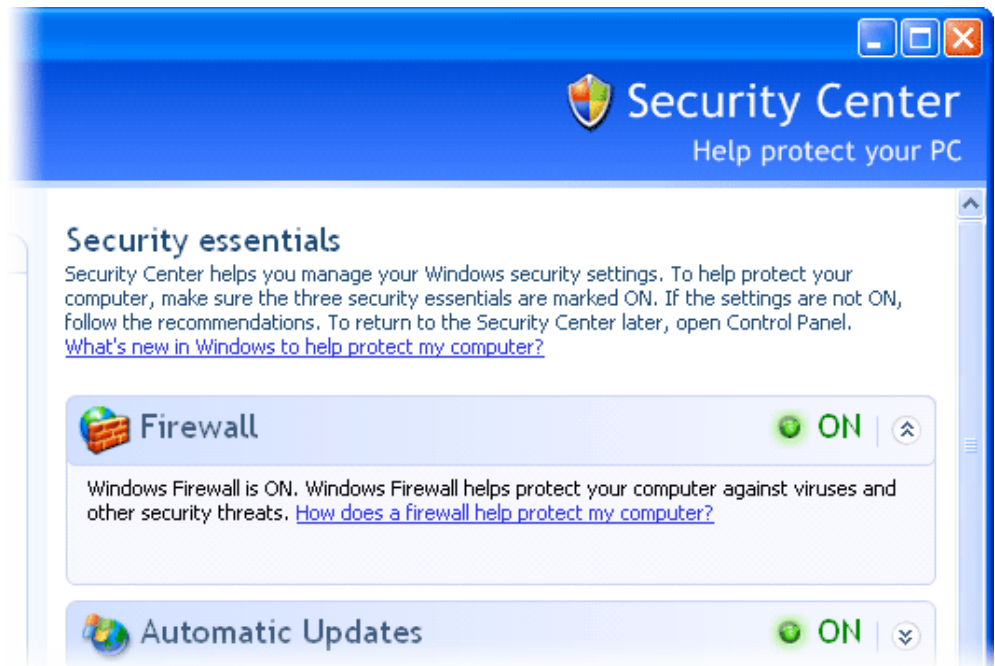 Security Center
Help protect your PC
Security essentials
Security Center helps you manage your Windows security settings. To help protect your
computer, make sure the three security essentials are marked ON. If the settings are not ON,
follow the recommendations. To return to the Security Center later, open Control Panel.
What's new in Windows to help protect my computer?
Firewall ON
Windows Firewall is ON. Windows Firewall helps protect your computer against viruses and
other security threats. How does a firewall help protect my computer?
Automatic Updates ON